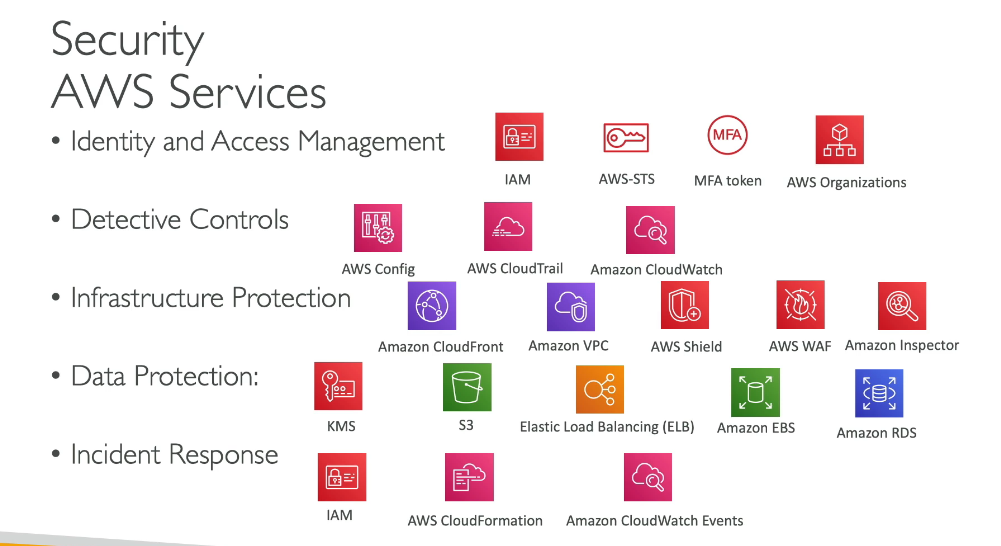 Security
AWS Services
• Identity and Access Management
MFA
IAM
AWS-STS
MFA token
AWS Organizations
• Detective Controls
AWS Config
AWS CloudTrail
Amazon CloudWatch
• Infrastructure Protection
Amazon CloudFront
Amazon VPC
AWS Shield
AWS WAF
Amazon Inspector
• Data Protection:
KMS
S3
Elastic Load Balancing (ELB)
Amazon EBS
Amazon RDS
• Incident Response
IAM
AWS CloudFormation
Amazon CloudWatch Events